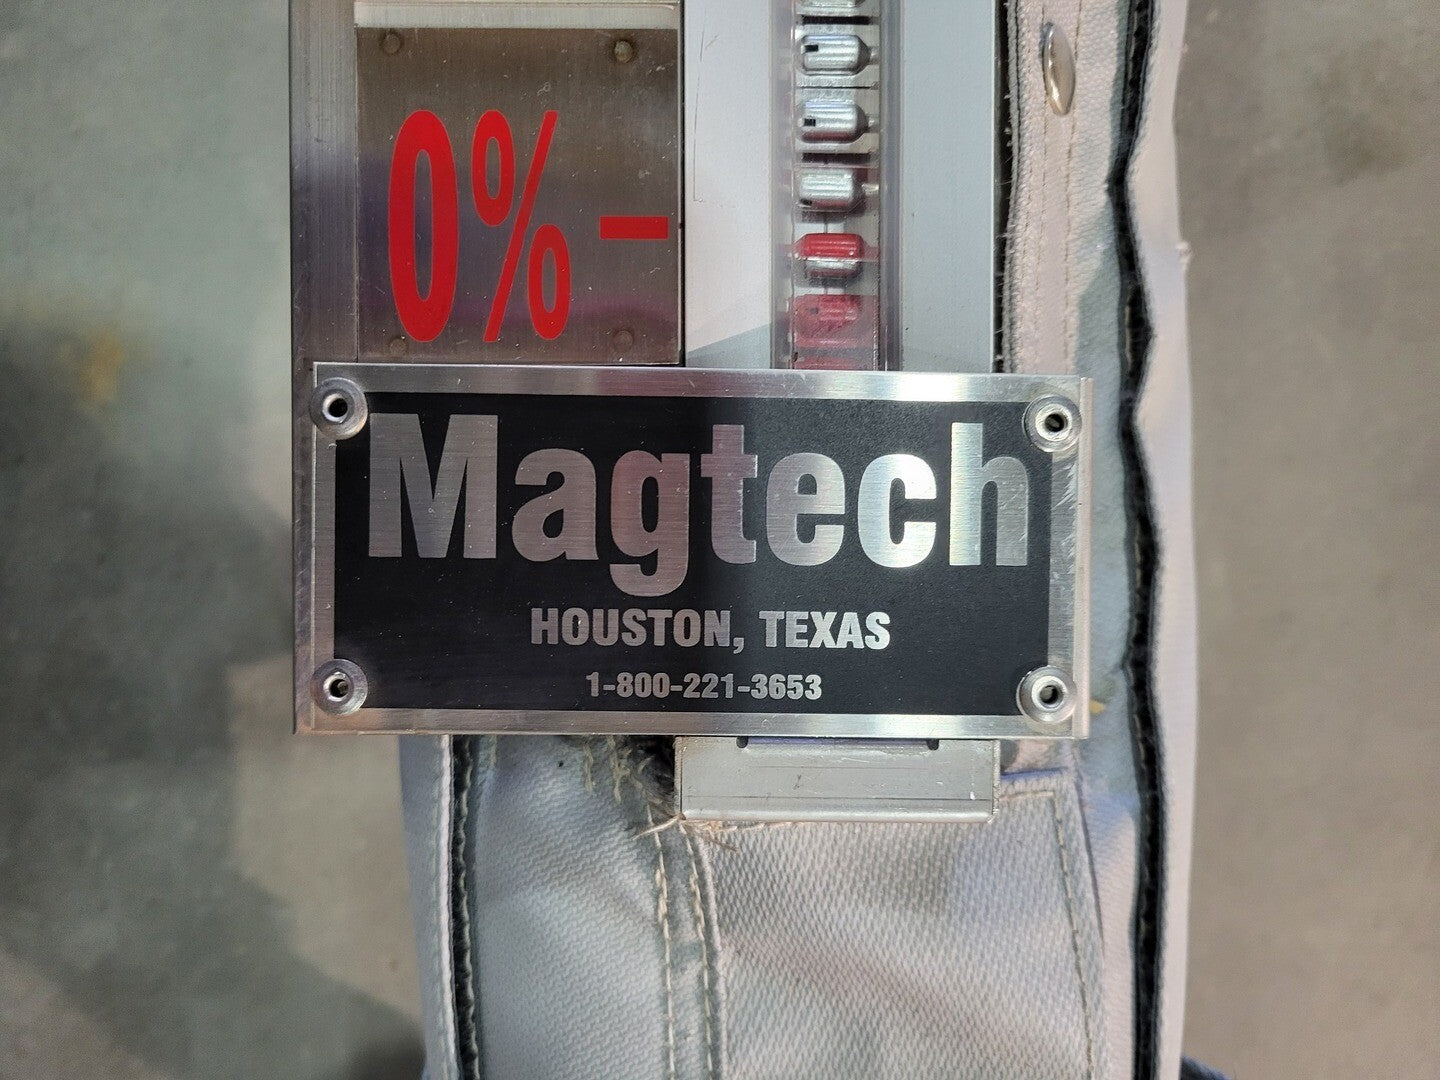 0%-
Magtech
HOUSTON, TEXAS
1-800-221-3653